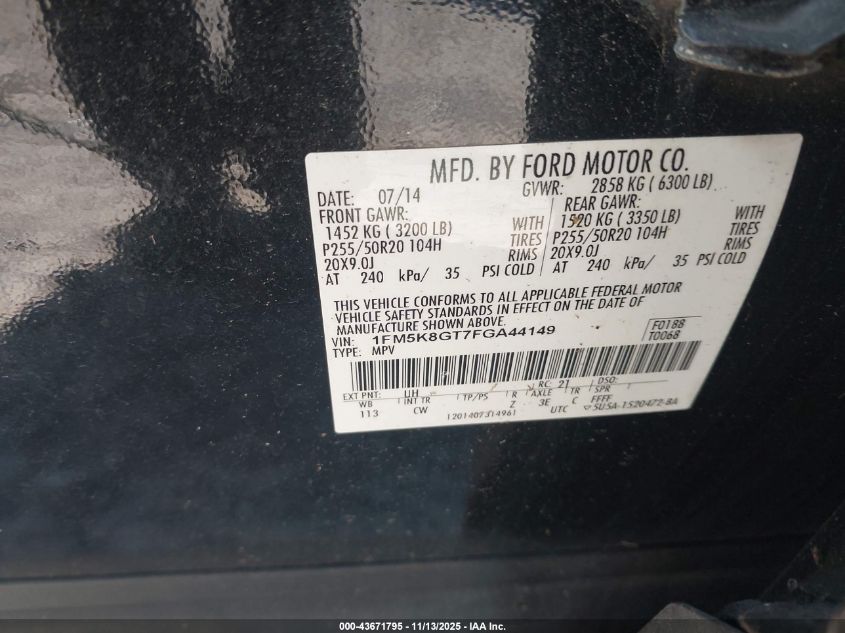 MFD. BY FORD MOTOR CO.
DATE: 07/14 GVWR: 2858 KG ( 6300 LB)
FRONT GAWR: REAR GAWR:
1452 KG ( 3200 LB) WITH 1520 KG ( 3350 LB) WITH
P255/50R20 104H TIRES P255/50R20 104H TIRES
20X9.0J RIMS 20X9.0J RIMS
AT 240 kPa/ 35 PSI COLD AT 240 kPa/ 35 PSI COLD
THIS VEHICLE CONFORMS TO ALL APPLICABLE FEDERAL MOTOR
VEHICLE SAFETY STANDARDS IN EFFECT ON THE DATE OF
MANUFACTURE SHOWN ABOVE.
VIN: 1FM5K8GT7FGA44149 F0188
TYPE: MPV T0068
EXT PNT: UH RC: 21 DSO:
WB INT TR TP/PS R AXLE TR SPR
113 CW Z 3E C FFFF
1201407314961 UTC 5U5A-1520472-BA
000-43671795 - 11/13/2025 - IAA Inc.